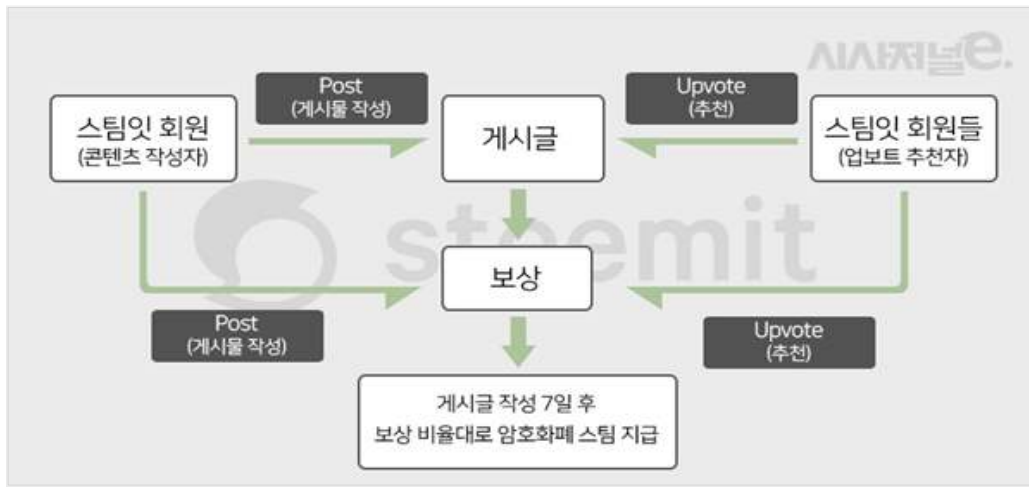 시사저널e.
Post
(게시물 작성)
Upvote
(추천)
스팀잇 회원
(콘텐츠 작성자)
게시글
스팀잇 회원들
(업보트 추천자)
steemit
보상
Post
(게시물 작성)
Upvote
(추천)
게시글 작성 7일 후
보상 비율대로 암호화폐 스팀 지급